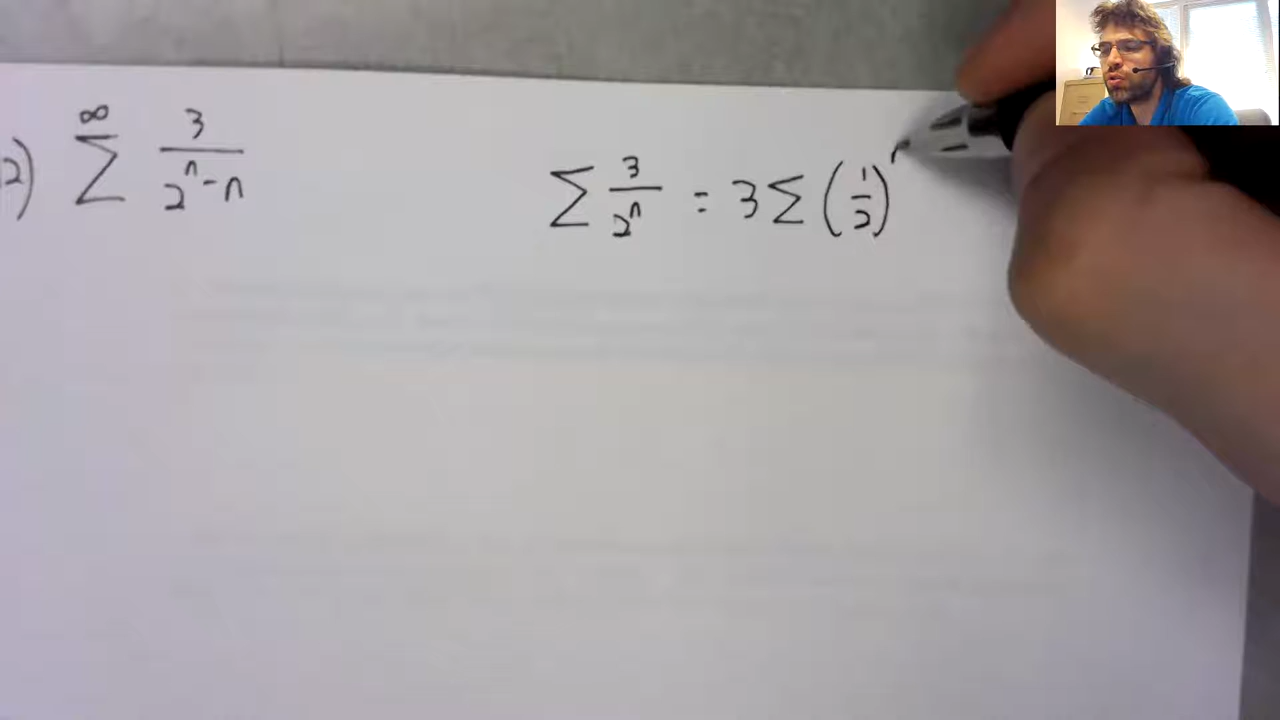 2) ∞ ∑ 3/(2^n - n)
∑ 3/2^n = 3 ∑ (1/2)^n